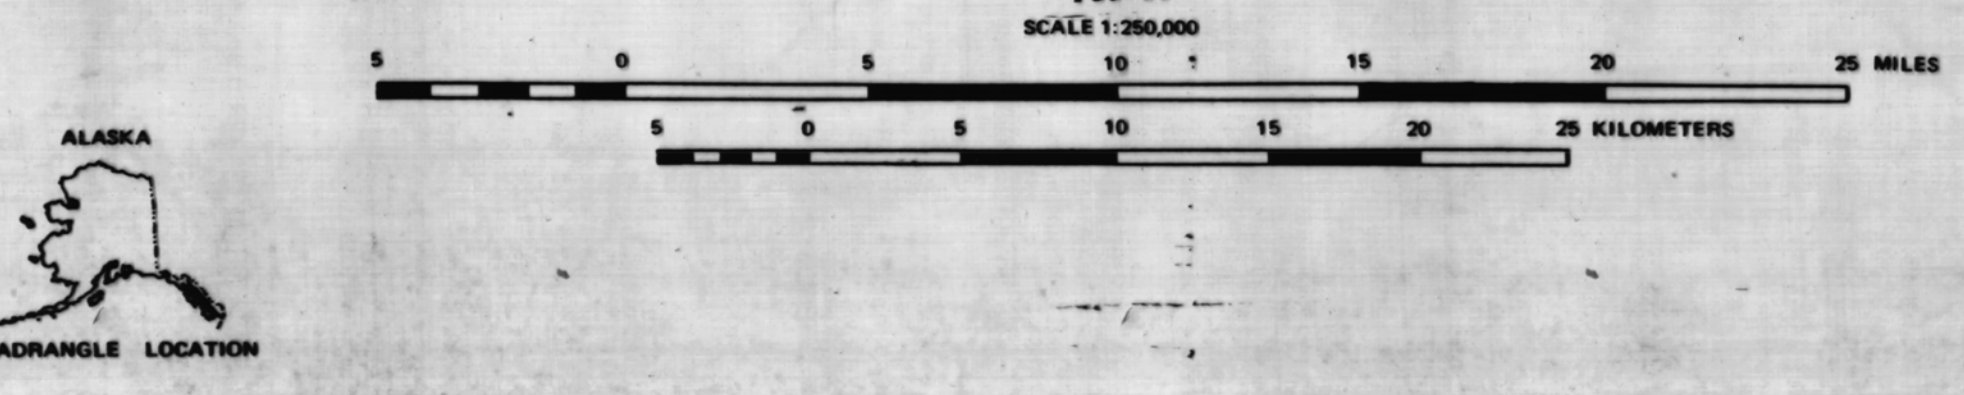 SCALE 1:250,000
5 0 5 10 15 20 25 MILES
5 0 5 10 15 20 25 KILOMETERS
ALASKA
ADRANGLE LOCATION